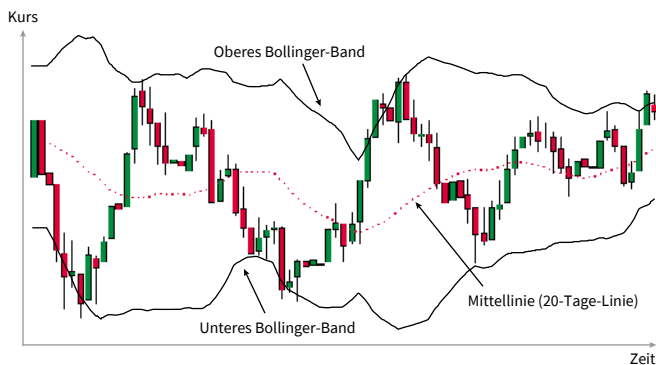 Kurs
Oberes Bollinger-Band
Mittellinie (20-Tage-Linie)
Unteres Bollinger-Band
Zeit